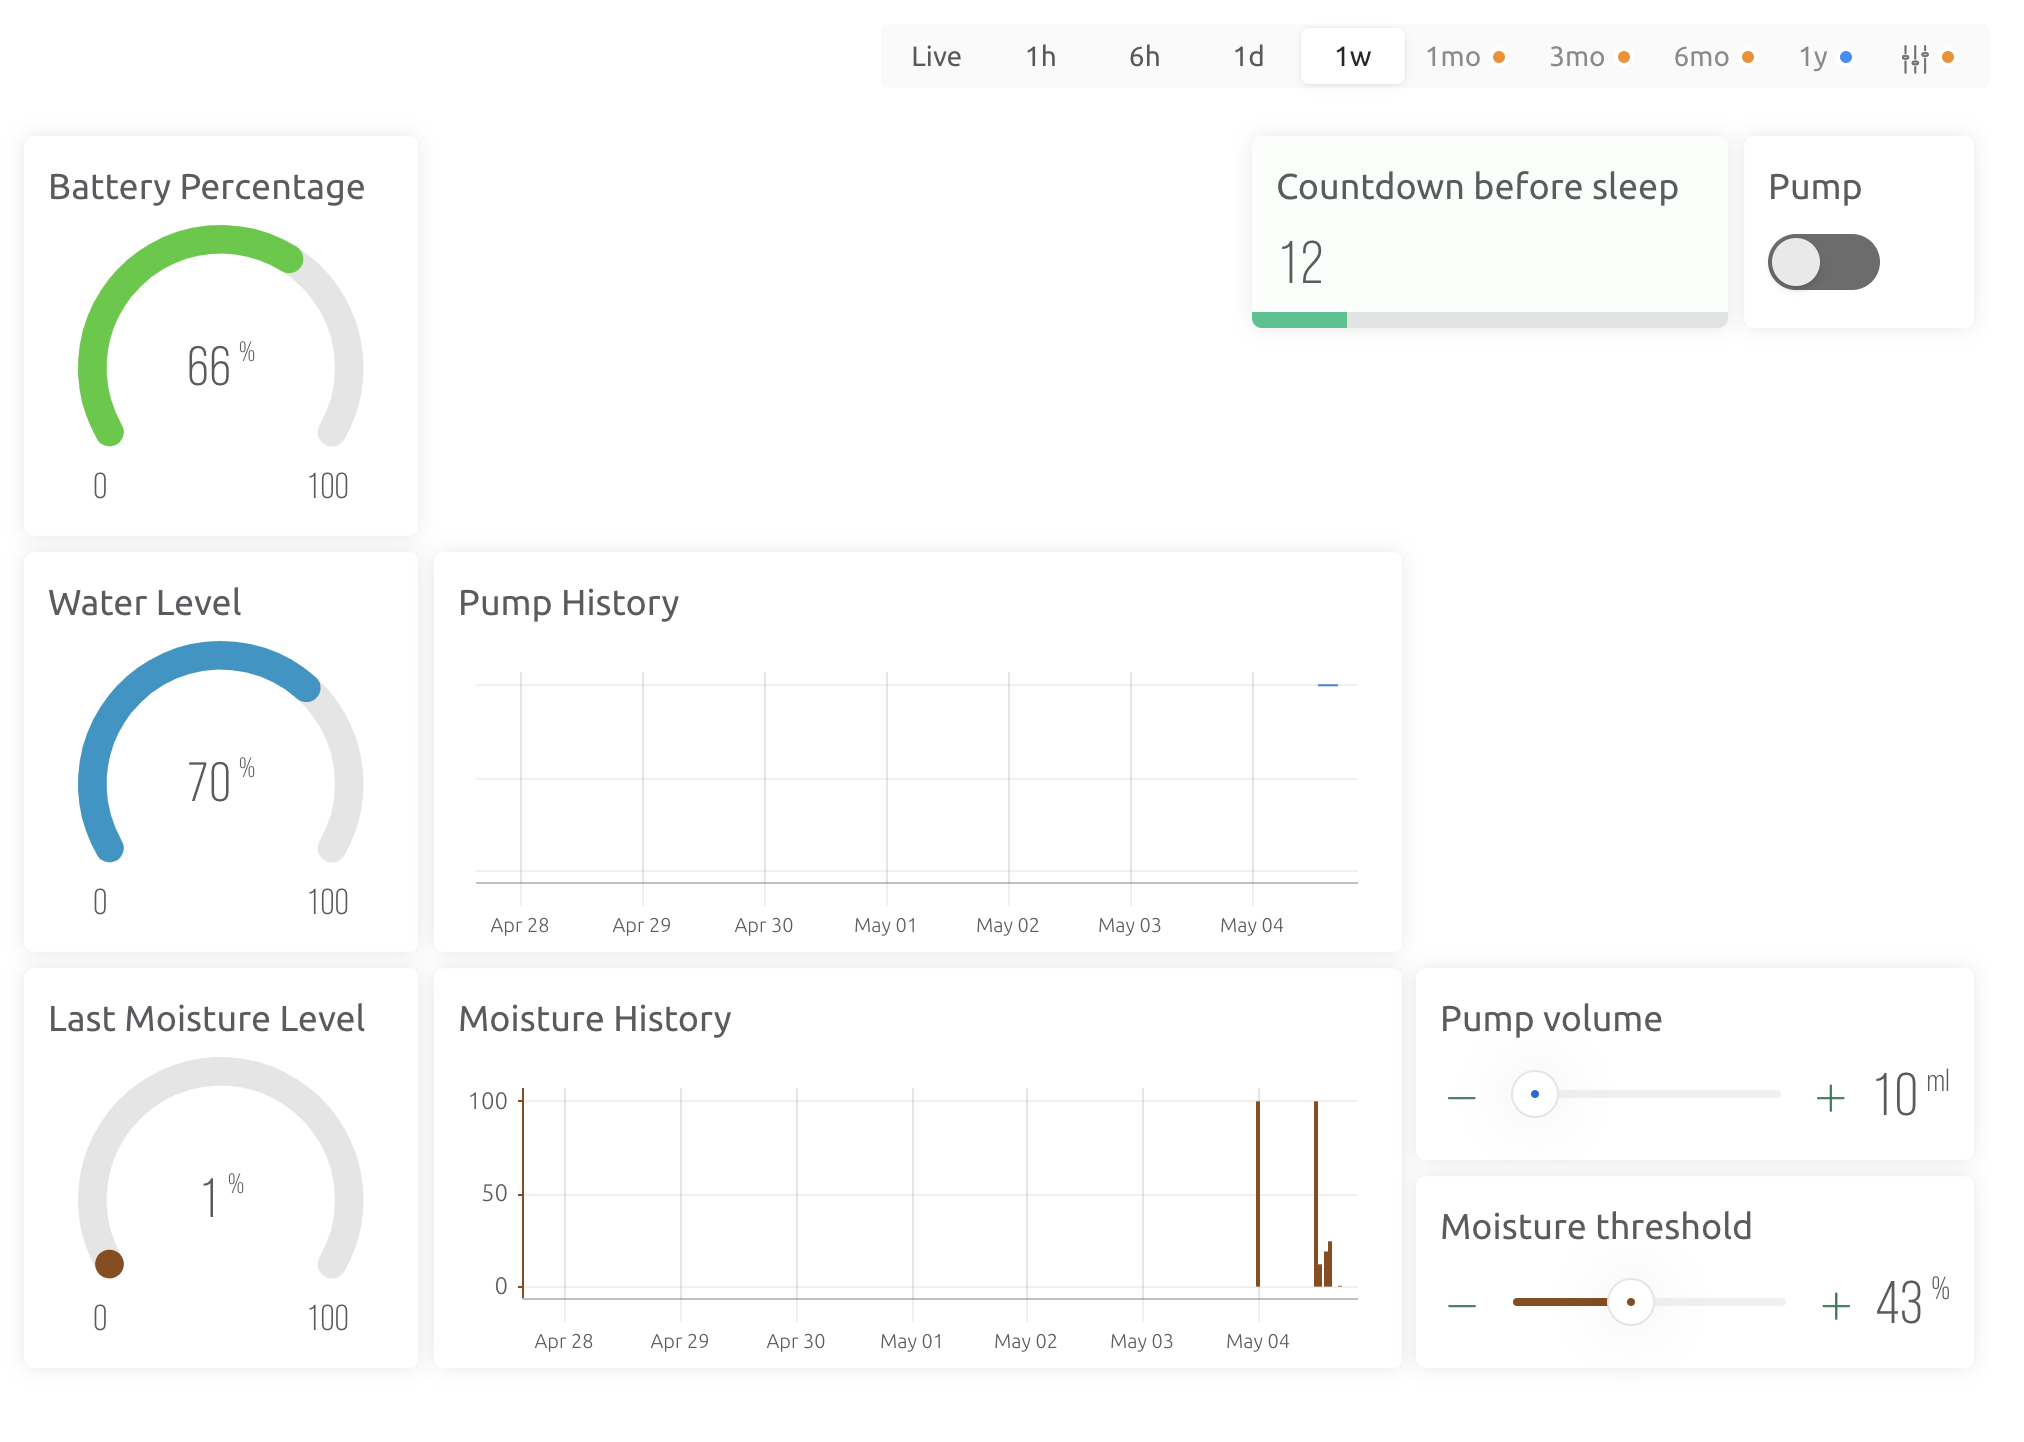 Live 1h 6h 1d 1w 1mo 3mo 6mo 1y
Battery Percentage
66 %
0 100
Countdown before sleep
12
Pump
Water Level
70 %
0 100
Pump History
Apr 28 Apr 29 Apr 30 May 01 May 02 May 03 May 04
Last Moisture Level
1 %
0 100
Moisture History
100
50
0
Apr 28 Apr 29 Apr 30 May 01 May 02 May 03 May 04
Pump volume
− + 10 ml
Moisture threshold
− + 43 %